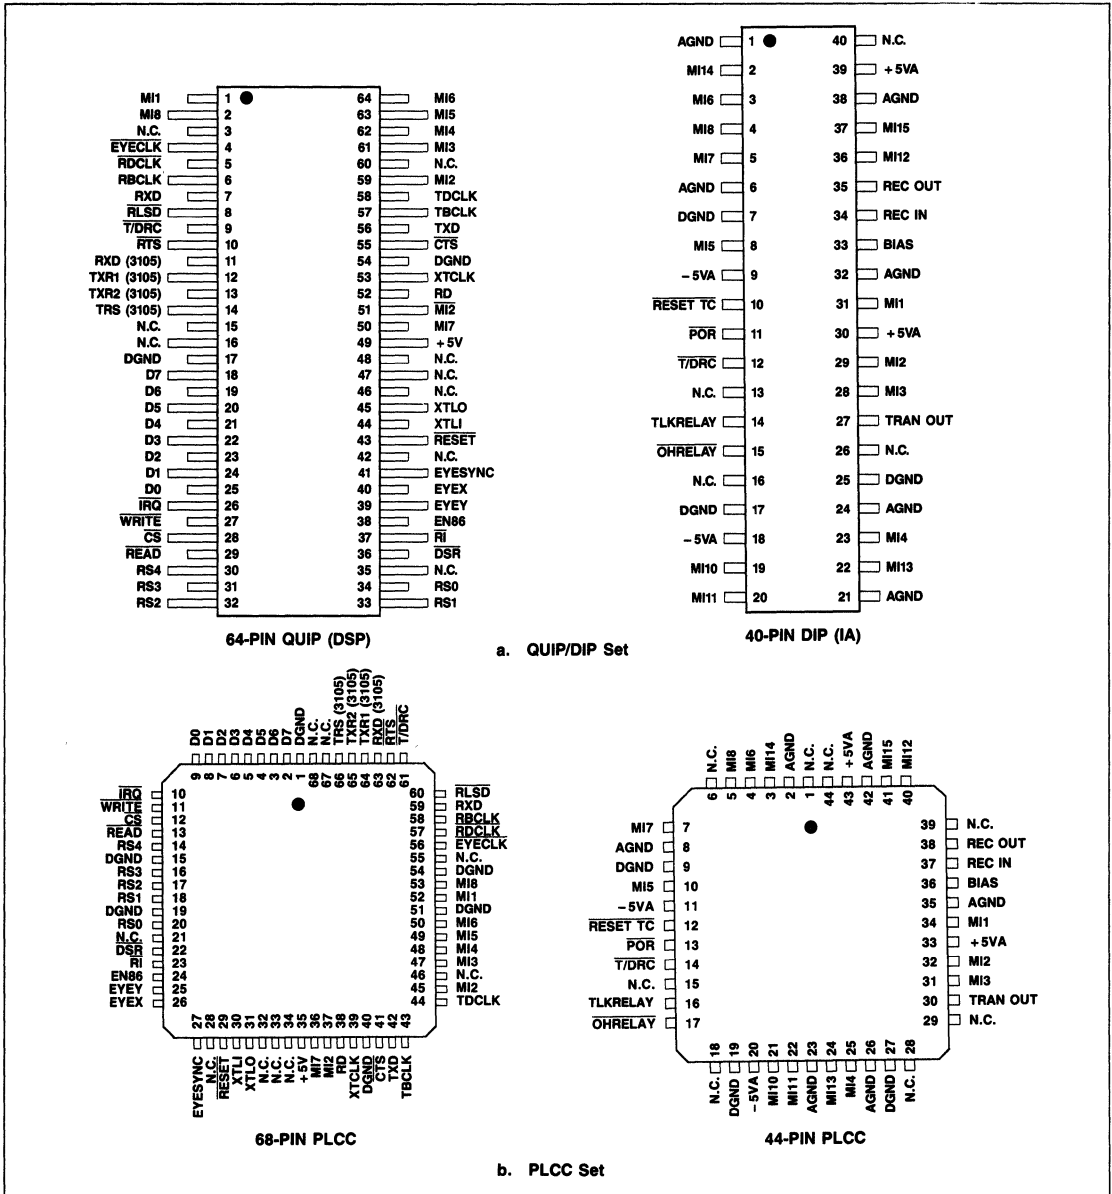 MI1 1 64 MI6
MI8 2 63 MI5
N.C. 3 62 MI4
EYECLK 4 61 MI3
RDCLK 5 60 N.C.
RBCLK 6 59 MI2
RXD 7 58 TDCLK
RLSD 8 57 TBCLK
T/DRC 9 56 TXD
RTS 10 55 CTS
RXD (3105) 11 54 DGND
TXR1 (3105) 12 53 XTCLK
TXR2 (3105) 13 52 RD
TRS (3105) 14 51 MI2
N.C. 15 50 MI7
N.C. 16 49 +5V
DGND 17 48 N.C.
D7 18 47 N.C.
D6 19 46 N.C.
D5 20 45 XTLO
D4 21 44 XTLI
D3 22 43 RESET
D2 23 42 N.C.
D1 24 41 EYESYNC
D0 25 40 EYEX
IRQ 26 39 EYEY
WRITE 27 38 EN86
CS 28 37 RI
READ 29 36 DSR
RS4 30 35 N.C.
RS3 31 34 RS0
RS2 32 33 RS1
64-PIN QUIP (DSP)
AGND 1 40 N.C.
MI14 2 39 +5VA
MI6 3 38 AGND
MI8 4 37 MI15
MI7 5 36 MI12
AGND 6 35 REC OUT
DGND 7 34 REC IN
MI5 8 33 BIAS
-5VA 9 32 AGND
RESET TC 10 31 MI1
POR 11 30 +5VA
T/DRC 12 29 MI2
N.C. 13 28 MI3
TLKRELAY 14 27 TRAN OUT
OHRELAY 15 26 N.C.
N.C. 16 25 DGND
DGND 17 24 AGND
-5VA 18 23 MI4
MI10 19 22 MI13
MI11 20 21 AGND
40-PIN DIP (IA)
a. QUIP/DIP Set
D0 D1 D2 D3 D4 D5 D6 D7 DGND N.C. N.C. TRS (3105) TXR2 (3105) TXR1 (3105) RXD (3105) RTS T/DRC
9 8 7 6 5 4 3 2 1 68 67 66 65 64 63 62 61
IRQ 10 60 RLSD
WRITE 11 59 RXD
CS 12 58 RBCLK
READ 13 57 RDCLK
RS4 14 56 EYECLK
DGND 15 55 N.C.
RS3 16 54 DGND
RS2 17 53 MI8
RS1 18 52 MI1
DGND 19 51 DGND
RS0 20 50 MI6
N.C. 21 49 MI5
DSR 22 48 MI4
RI 23 47 MI3
EN86 24 46 N.C.
EYEY 25 45 MI2
EYEX 26 44 TDCLK
27 28 29 30 31 32 33 34 35 36 37 38 39 40 41 42 43
EYESYNC N.C. RESET XTLI XTLO N.C. N.C. N.C. +5V MI7 MI2 RD XTCLK DGND CTS TXD TBCLK
68-PIN PLCC
N.C. MI8 MI6 MI14 AGND N.C. N.C. +5VA AGND MI15 MI12
6 5 4 3 2 1 44 43 42 41 40
MI7 7 39 N.C.
AGND 8 38 REC OUT
DGND 9 37 REC IN
MI5 10 36 BIAS
-5VA 11 35 AGND
RESET TC 12 34 MI1
POR 13 33 +5VA
T/DRC 14 32 MI2
N.C. 15 31 MI3
TLKRELAY 16 30 TRAN OUT
OHRELAY 17 29 N.C.
18 19 20 21 22 23 24 25 26 27 28
N.C. DGND -5VA MI10 MI11 AGND MI13 MI4 AGND DGND N.C.
44-PIN PLCC
b. PLCC Set